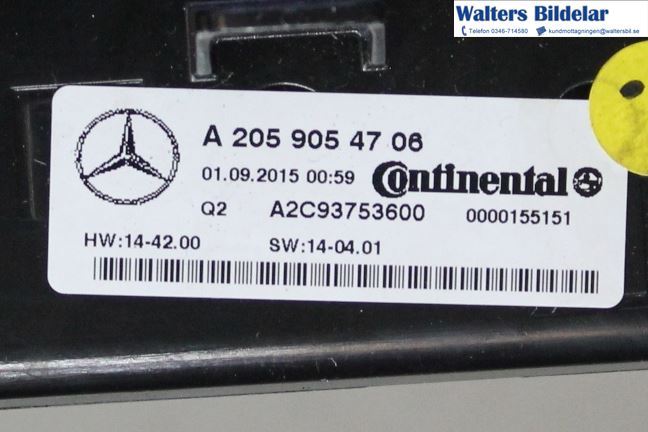 Walters Bildelar
Telefon 0346-714580 kundmottagningen@waltersbil.se
A 205 905 47 06
01.09.2015 00:59 Continental
Q2 A2C93753600 0000155151
HW:14-42.00 SW:14-04.01